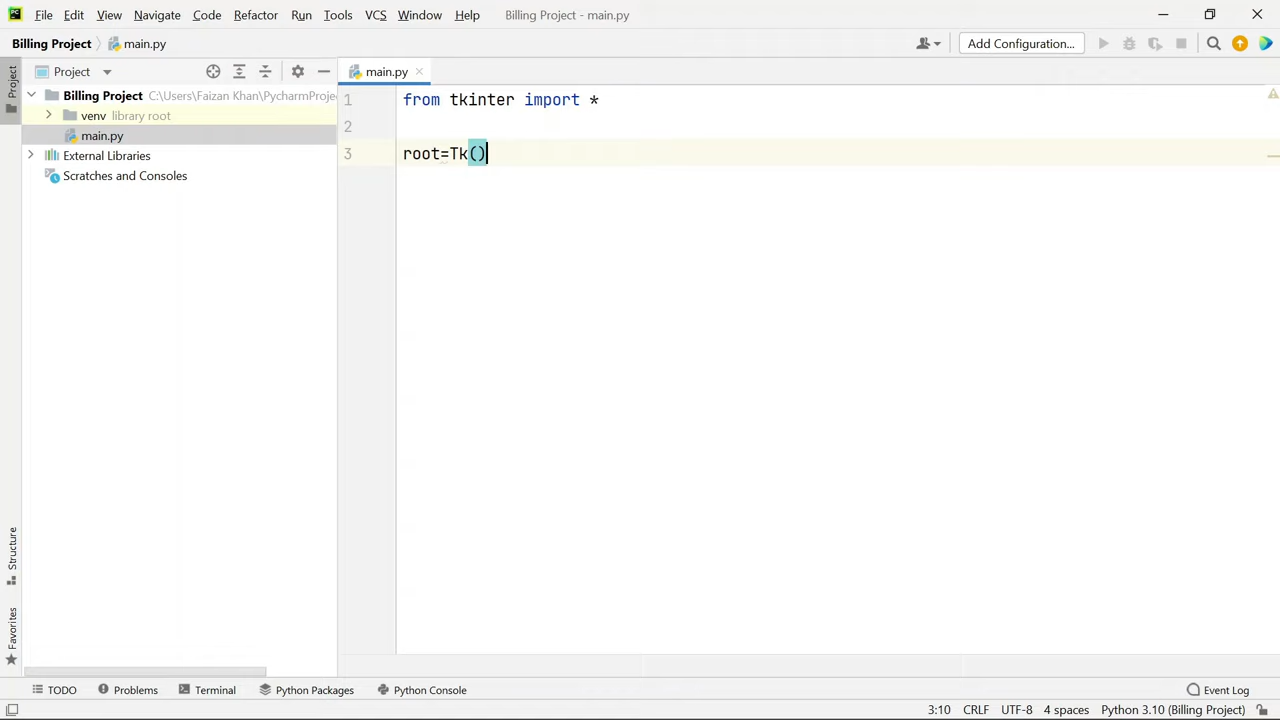 PC File Edit View Navigate Code Refactor Run Tools VCS Window Help Billing Project - main.py
Billing Project main.py Add Configuration...
Project Project main.py
Billing Project C:\Users\Faizan Khan\PycharmProje
venv library root
main.py
External Libraries
Scratches and Consoles
1 from tkinter import *
2
3 root=Tk()
Structure
Favorites
TODO Problems Terminal Python Packages Python Console Event Log
3:10 CRLF UTF-8 4 spaces Python 3.10 (Billing Project)